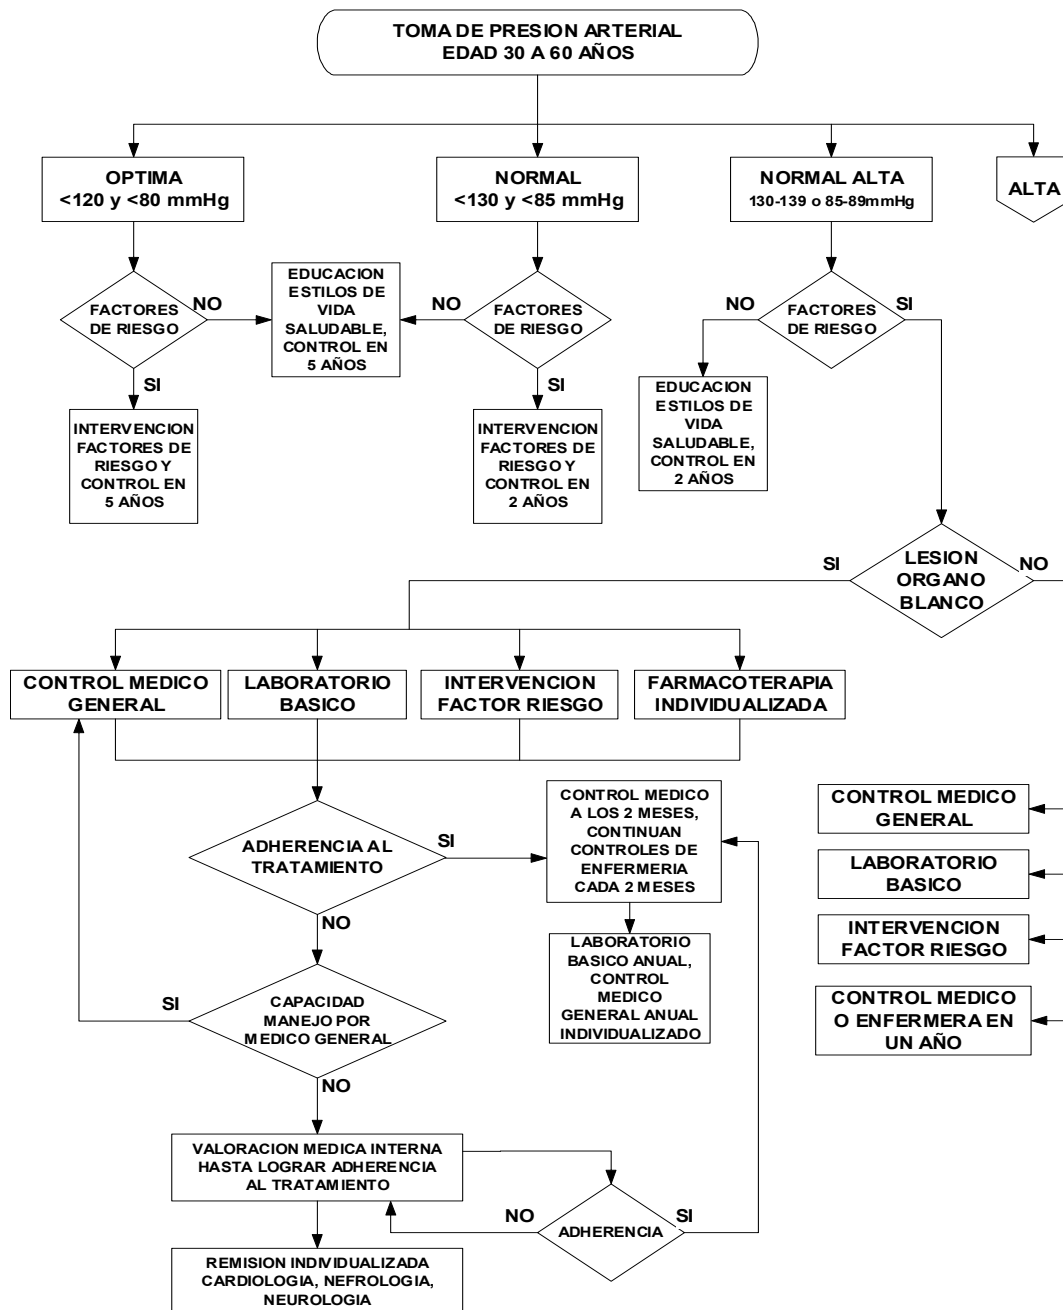 TOMA DE PRESION ARTERIAL
EDAD 30 A 60 AÑOS
OPTIMA
<120 y <80 mmHg
NORMAL
<130 y <85 mmHg
NORMAL ALTA
130-139 o 85-89mmHg
ALTA
FACTORES
DE RIESGO
NO
SI
EDUCACION
ESTILOS DE
VIDA
SALUDABLE,
CONTROL EN
5 AÑOS
NO
FACTORES
DE RIESGO
SI
NO
FACTORES
DE RIESGO
SI
INTERVENCION
FACTORES DE
RIESGO Y
CONTROL EN
5 AÑOS
INTERVENCION
FACTORES DE
RIESGO Y
CONTROL EN
2 AÑOS
EDUCACION
ESTILOS DE
VIDA
SALUDABLE,
CONTROL EN
2 AÑOS
SI
LESION
ORGANO
BLANCO
NO
CONTROL MEDICO
GENERAL
LABORATORIO
BASICO
INTERVENCION
FACTOR RIESGO
FARMACOTERAPIA
INDIVIDUALIZADA
ADHERENCIA AL
TRATAMIENTO
SI
NO
CONTROL MEDICO
A LOS 2 MESES,
CONTINUAN
CONTROLES DE
ENFERMERIA
CADA 2 MESES
LABORATORIO
BASICO ANUAL,
CONTROL
MEDICO
GENERAL ANUAL
INDIVIDUALIZADO
CONTROL MEDICO
GENERAL
LABORATORIO
BASICO
INTERVENCION
FACTOR RIESGO
CONTROL MEDICO
O ENFERMERA EN
UN AÑO
SI
CAPACIDAD
MANEJO POR
MEDICO GENERAL
NO
VALORACION MEDICA INTERNA
HASTA LOGRAR ADHERENCIA
AL TRATAMIENTO
NO
ADHERENCIA
SI
REMISION INDIVIDUALIZADA
CARDIOLOGIA, NEFROLOGIA,
NEUROLOGIA